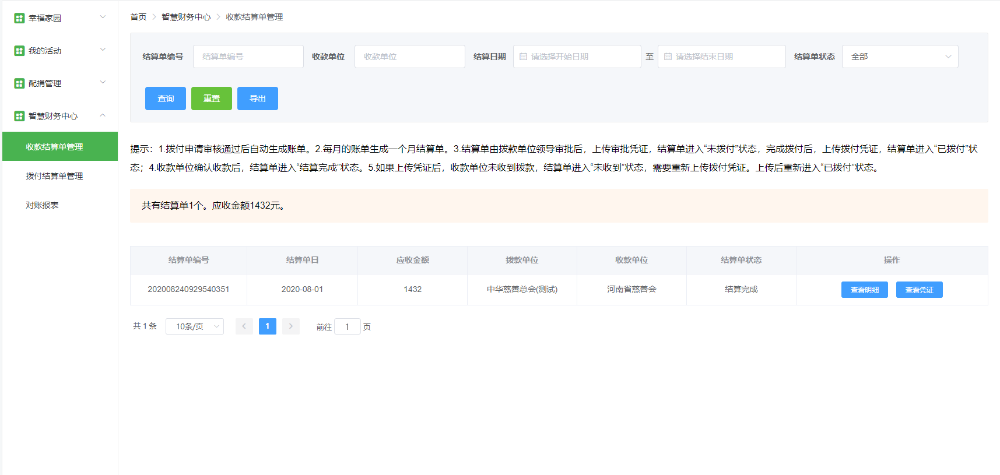 幸福家园
我的活动
配捐管理
智慧财务中心
收款结算单管理
拨付结算单管理
对账报表
首页 > 智慧财务中心 > 收款结算单管理
结算单编号 结算单编号 收款单位 收款单位 结算日期 请选择开始日期 至 请选择结束日期 结算单状态 全部
查询 重置 导出
提示：1.拨付申请审核通过后自动生成账单。2.每月的账单生成一个月结算单。3.结算单由拨款单位领导审批后，上传审批凭证，结算单进入“未拨付”状态，完成拨付后，上传拨付凭证，结算单进入“已拨付”状
态；4.收款单位确认收款后，结算单进入“结算完成”状态。5.如果上传凭证后，收款单位未收到拨款，结算单进入“未收到”状态，需要重新上传拨付凭证。上传后重新进入“已拨付”状态。
共有结算单1个。应收金额1432元。
结算单编号 结算单日 应收金额 拨款单位 收款单位 结算单状态 操作
202008240929540351 2020-08-01 1432 中华慈善总会(测试) 河南省慈善会 结算完成 查看明细 查看凭证
共 1 条 10条/页 < 1 > 前往 1 页